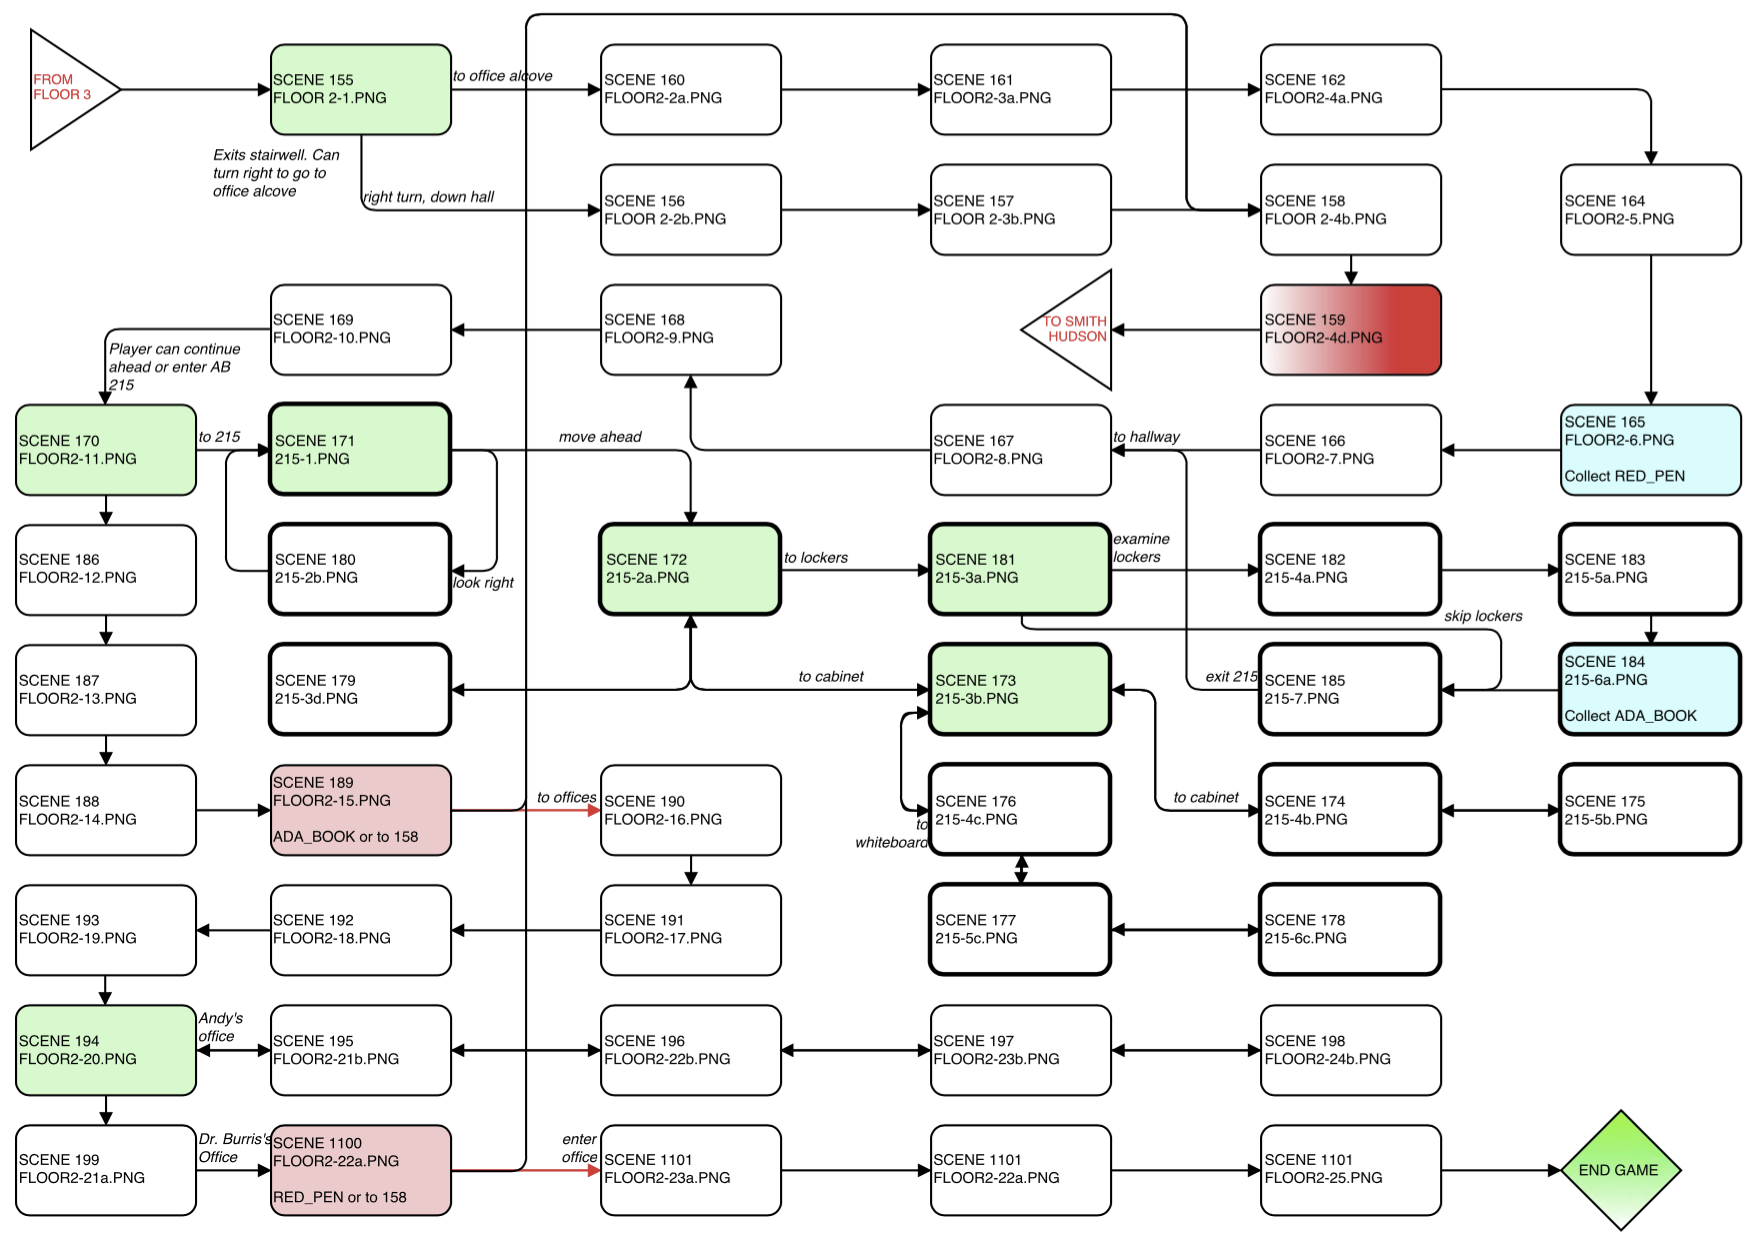 FROM
FLOOR 3
SCENE 155
FLOOR 2-1.PNG
to office alcove
SCENE 160
FLOOR2-2a.PNG
SCENE 161
FLOOR2-3a.PNG
SCENE 162
FLOOR2-4a.PNG
Exits stairwell. Can
turn right to go to
office alcove
right turn, down hall
SCENE 156
FLOOR 2-2b.PNG
SCENE 157
FLOOR 2-3b.PNG
SCENE 158
FLOOR 2-4b.PNG
SCENE 164
FLOOR2-5.PNG
SCENE 169
FLOOR2-10.PNG
SCENE 168
FLOOR2-9.PNG
TO SMITH
HUDSON
SCENE 159
FLOOR2-4d.PNG
Player can continue
ahead or enter AB
215
SCENE 170
FLOOR2-11.PNG
to 215
SCENE 171
215-1.PNG
move ahead
SCENE 167
FLOOR2-8.PNG
to hallway
SCENE 166
FLOOR2-7.PNG
SCENE 165
FLOOR2-6.PNG
Collect RED_PEN
SCENE 186
FLOOR2-12.PNG
SCENE 180
215-2b.PNG
look right
SCENE 172
215-2a.PNG
to lockers
SCENE 181
215-3a.PNG
examine
lockers
SCENE 182
215-4a.PNG
SCENE 183
215-5a.PNG
skip lockers
SCENE 187
FLOOR2-13.PNG
SCENE 179
215-3d.PNG
to cabinet
SCENE 173
215-3b.PNG
exit 215
SCENE 185
215-7.PNG
SCENE 184
215-6a.PNG
Collect ADA_BOOK
SCENE 188
FLOOR2-14.PNG
SCENE 189
FLOOR2-15.PNG
ADA_BOOK or to 158
to offices
SCENE 190
FLOOR2-16.PNG
to
whiteboard
SCENE 176
215-4c.PNG
to cabinet
SCENE 174
215-4b.PNG
SCENE 175
215-5b.PNG
SCENE 193
FLOOR2-19.PNG
SCENE 192
FLOOR2-18.PNG
SCENE 191
FLOOR2-17.PNG
SCENE 177
215-5c.PNG
SCENE 178
215-6c.PNG
SCENE 194
FLOOR2-20.PNG
Andy's
office
SCENE 195
FLOOR2-21b.PNG
SCENE 196
FLOOR2-22b.PNG
SCENE 197
FLOOR2-23b.PNG
SCENE 198
FLOOR2-24b.PNG
SCENE 199
FLOOR2-21a.PNG
Dr. Burris's
Office
SCENE 1100
FLOOR2-22a.PNG
RED_PEN or to 158
enter
office
SCENE 1101
FLOOR2-23a.PNG
SCENE 1101
FLOOR2-22a.PNG
SCENE 1101
FLOOR2-25.PNG
END GAME